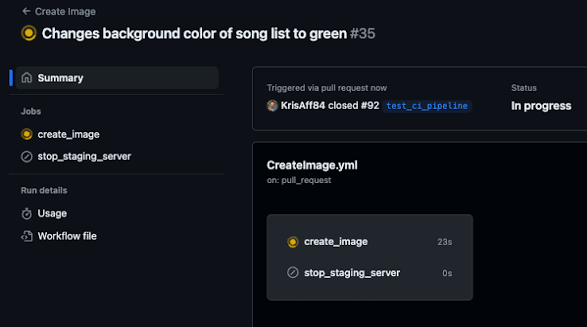 ← Create Image
Changes background color of song list to green #35
Summary
Jobs
create_image
stop_staging_server
Run details
Usage
Workflow file
Triggered via pull request now
KrisAff84 closed #92 test_ci_pipeline
Status
In progress
CreateImage.yml
on: pull_request
create_image 23s
stop_staging_server 0s